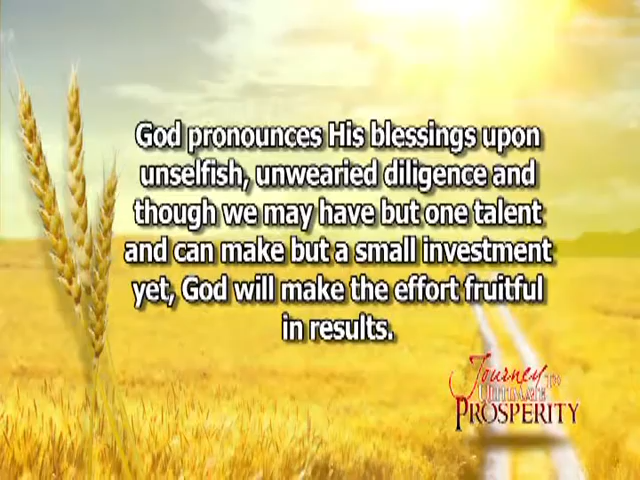 God pronounces His blessings upon
unselfish, unwearied diligence and
though we may have but one talent
and can make but a small investment
yet, God will make the effort fruitful
in results.
Journey TO
ULTIMATE
PROSPERITY